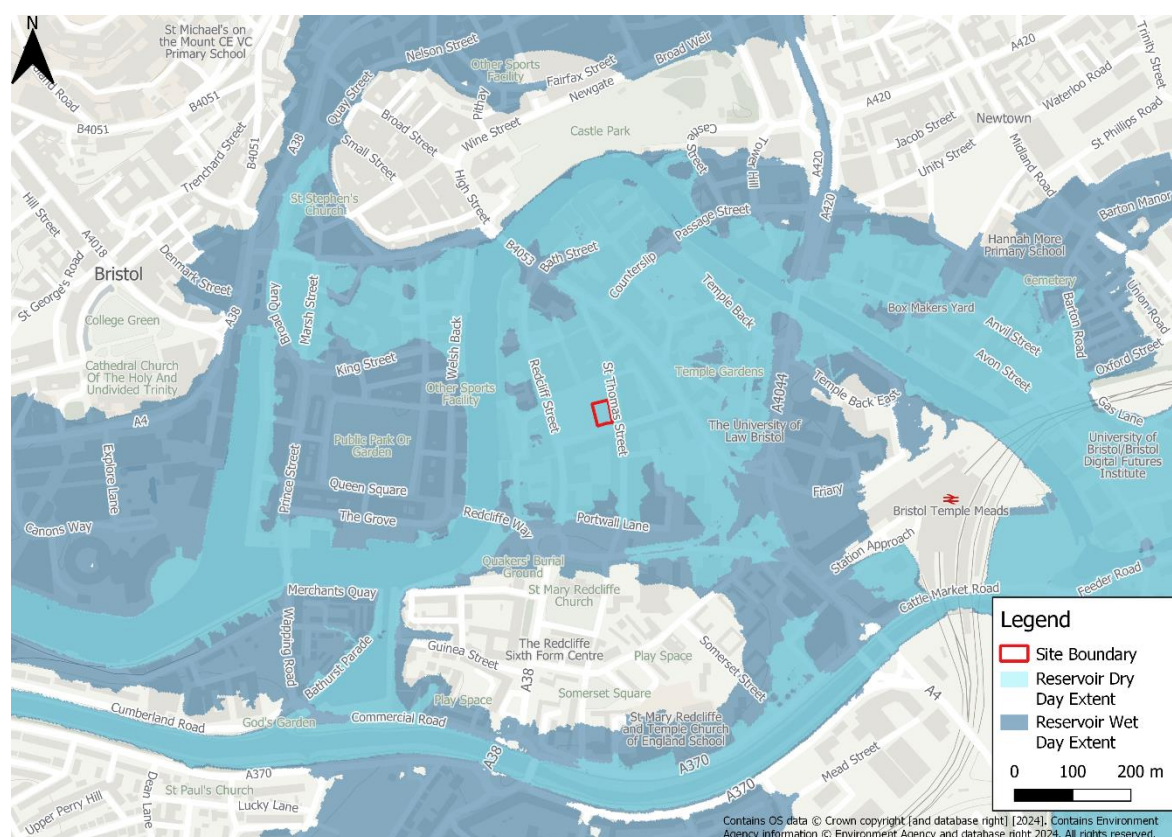 N
St Michael's on
the Mount CE VC
Primary School
Nelson Street
Other Sports
Facility
Fairfax Street
Broad Weir
Newgate
Pithay
Quay Street
A38
B4051
B4051
B4051
Trenchard Street
Broad Street
Small Street
Wine Street
High Street
Castle Park
Castle
Street
Tower Hill
A420
A420
A420
A420
Trinity Street
Waterloo Road
Newtown
Jacob Street
Unity Street
Midland Road
St Phillips Road
Barton Manor
Hill Street
A4018
St George's Road
Bristol
Denmark Street
St Stephen's
Church
B4053
Bath Street
Passage Street
Counterslip
Temple Back
Hannah More
Primary School
Cemetery
Union Road
Barton Road
Box Makers Yard
Anvil Street
Avon Street
Oxford Street
Gas Lane
College Green
Cathedral Church
Of The Holy And
Undivided Trinity
A38
Broad Quay
Marsh Street
King Street
Welsh Back
Other Sports
Facility
Redcliff Street
St Thomas Street
Temple Gardens
A4044
Temple Back East
The University of
Law Bristol
A4
Explore Lane
Canons Way
Prince Street
Public Park Or
Garden
Queen Square
The Grove
Redcliffe Way
Portwall Lane
Friary
Bristol Temple Meads
University of
Bristol/Bristol
Digital Futures
Institute
Station Approach
Cattle Market Road
Feeder Road
Quakers' Burial
Ground
St Mary Redcliffe
Church
Merchants Quay
Wapping Road
Bathurst Parade
Guinea Street
A38
The Redcliffe
Sixth Form Centre
Play Space
Somerset Street
Somerset Square
Play Space
God's Garden
Commercial Road
Cumberland Road
St Mary Redcliffe
and Temple Church
of England School
A38
A370
A370
A4
Mead Street
A370
St Paul's Church
Lucky Lane
Dean Lane
Upper Perry Hill
Legend
Site Boundary
Reservoir Dry
Day Extent
Reservoir Wet
Day Extent
0 100 200 m
Contains OS data © Crown copyright [and database right] [2024]. Contains Environment
Agency information © Environment Agency and database right 2024. All rights reserved.